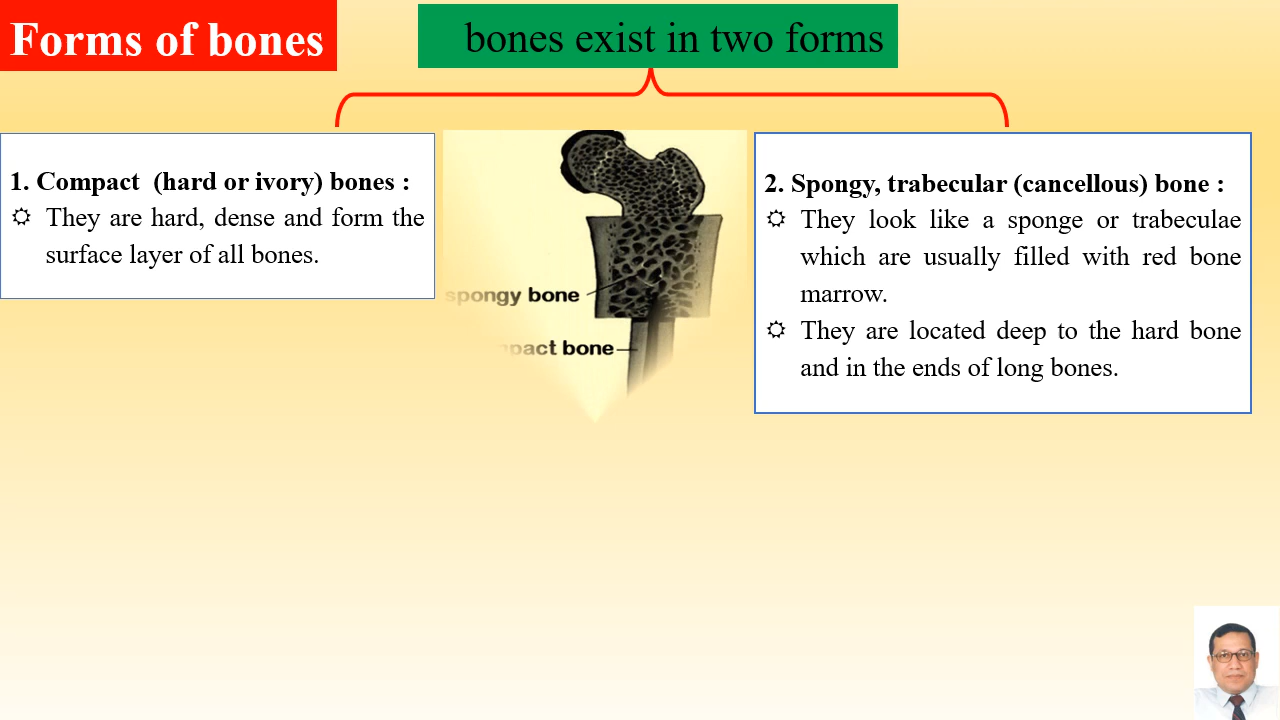 Forms of bones
bones exist in two forms
1. Compact  (hard or ivory) bones :
☼ They are hard, dense and form the
surface layer of all bones.
spongy bone
pact bone
2. Spongy, trabecular (cancellous) bone :
☼ They look like a sponge or trabeculae
which are usually filled with red bone
marrow.
☼ They are located deep to the hard bone
and in the ends of long bones.